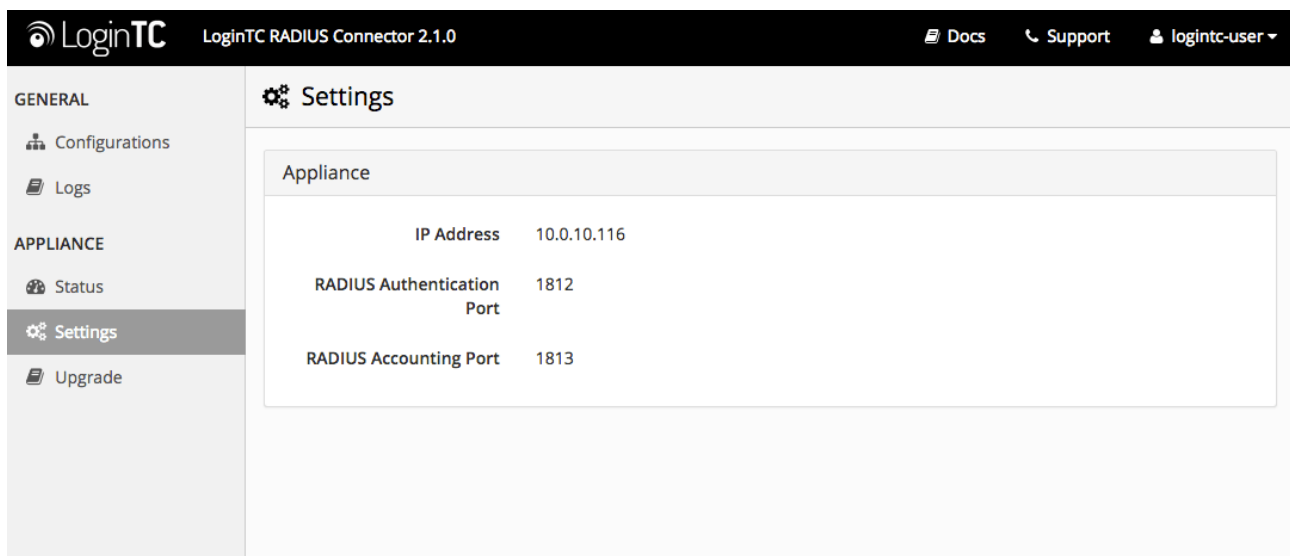 LoginTC LoginTC RADIUS Connector 2.1.0 Docs Support logintc-user
GENERAL
Configurations
Logs
APPLIANCE
Status
Settings
Upgrade
Settings
Appliance
IP Address 10.0.10.116
RADIUS Authentication 1812
Port
RADIUS Accounting Port 1813